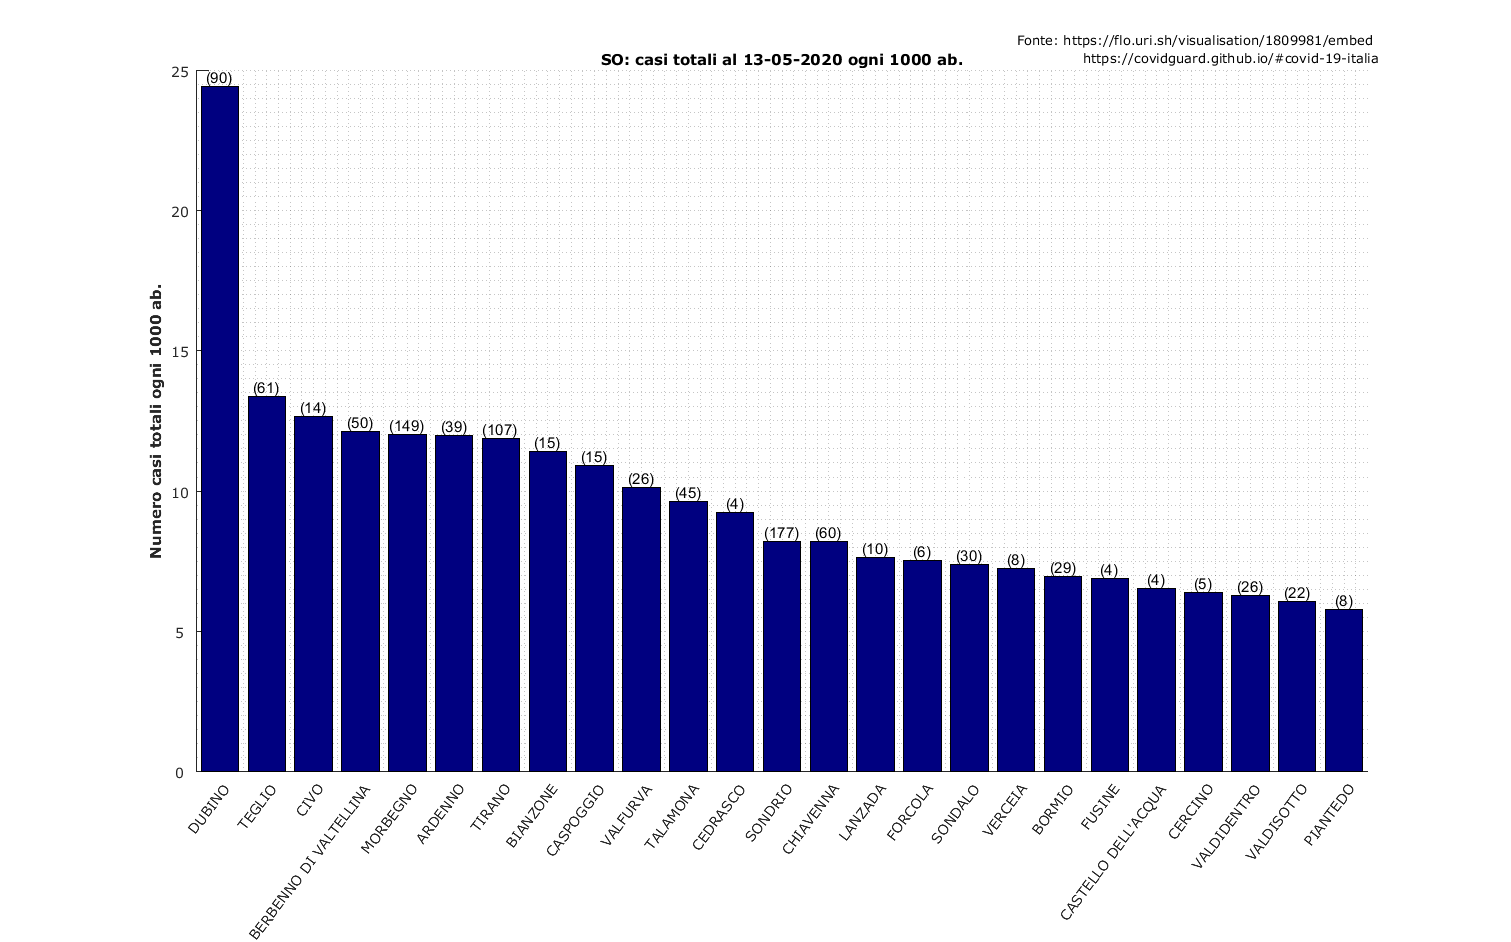 Fonte: https://flo.uri.sh/visualisation/1809981/embed
https://covidguard.github.io/#covid-19-italia
SO: casi totali al 13-05-2020 ogni 1000 ab.
Numero casi totali ogni 1000 ab.
25
20
15
10
5
0
(90)
(61)
(14)
(50)
(149)
(39)
(107)
(15)
(15)
(26)
(45)
(4)
(177)
(60)
(10)
(6)
(30)
(8)
(29)
(4)
(4)
(5)
(26)
(22)
(8)
DUBINO
TEGLIO
CIVO
BERBENNO DI VALTELLINA
MORBEGNO
ARDENNO
TIRANO
BIANZONE
CASPOGGIO
VALFURVA
TALAMONA
CEDRASCO
SONDRIO
CHIAVENNA
LANZADA
FORCOLA
SONDALO
VERCEIA
BORMIO
FUSINE
CASTELLO DELL'ACQUA
CERCINO
VALDIDENTRO
VALDISOTTO
PIANTEDO